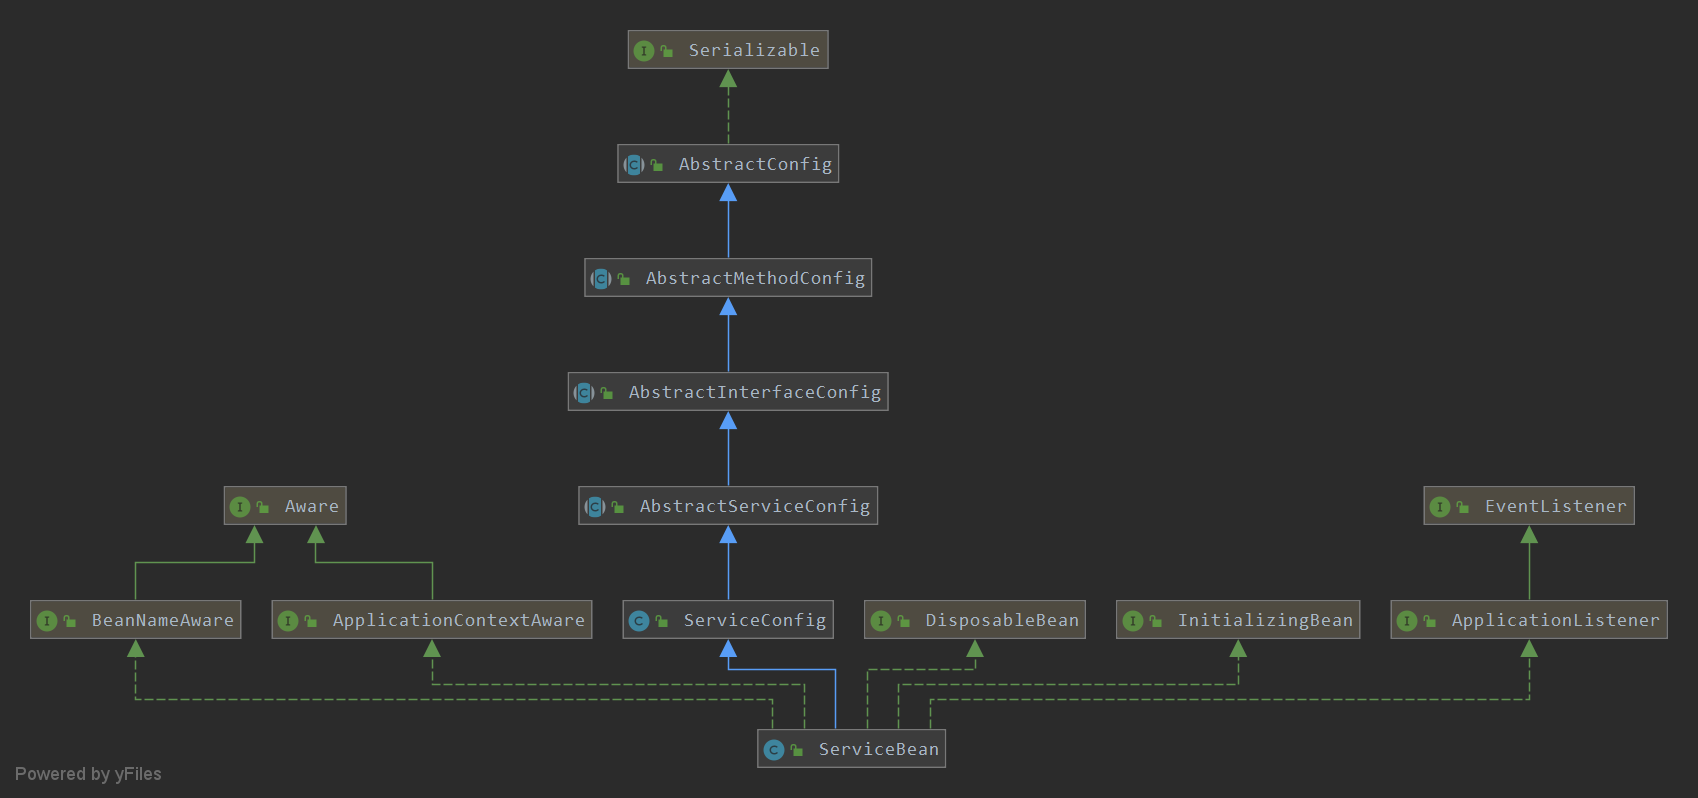 Serializable
AbstractConfig
AbstractMethodConfig
AbstractInterfaceConfig
Aware
AbstractServiceConfig
EventListener
BeanNameAware
ApplicationContextAware
ServiceConfig
DisposableBean
InitializingBean
ApplicationListener
ServiceBean
Powered by yFiles